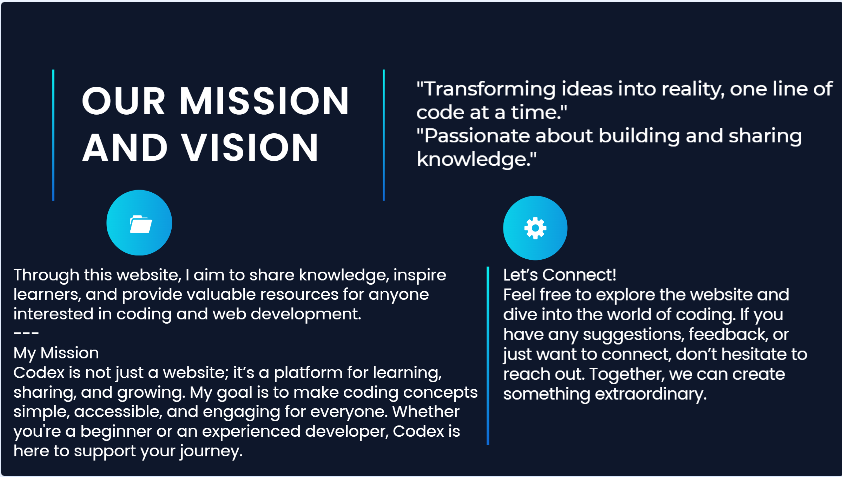 OUR MISSION
AND VISION
"Transforming ideas into reality, one line of
code at a time."
"Passionate about building and sharing
knowledge."
Through this website, I aim to share knowledge, inspire
learners, and provide valuable resources for anyone
interested in coding and web development.
---
My Mission
Codex is not just a website; it’s a platform for learning,
sharing, and growing. My goal is to make coding concepts
simple, accessible, and engaging for everyone. Whether
you're a beginner or an experienced developer, Codex is
here to support your journey.
Let’s Connect!
Feel free to explore the website and
dive into the world of coding. If you
have any suggestions, feedback, or
just want to connect, don’t hesitate to
reach out. Together, we can create
something extraordinary.